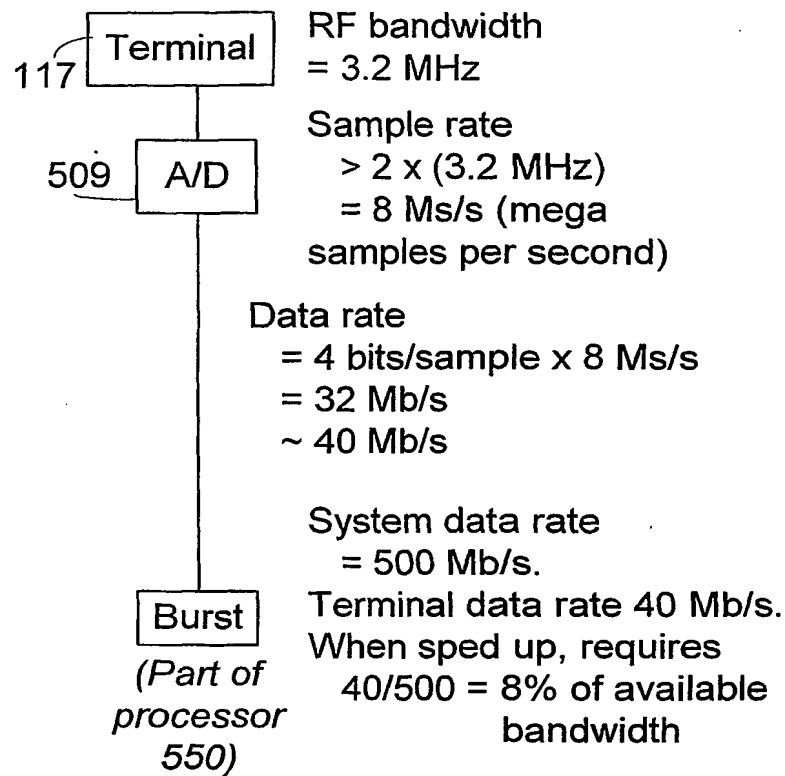 RF bandwidth
Terminal
= 3.2 MHz
117
Sample rate
> 2 x (3.2 MHz)
509
A/D
= 8 Ms/s (mega
samples per second)
Data rate
= 4 bits/sample x 8 Ms/s
= 32 Mb/s
~ 40 Mb/s
System data rate
= 500 Mb/s.
Burst
Terminal data rate 40 Mb/s.
When sped up, requires
(Part of
40/500 = 8% of available
processor
bandwidth
550)